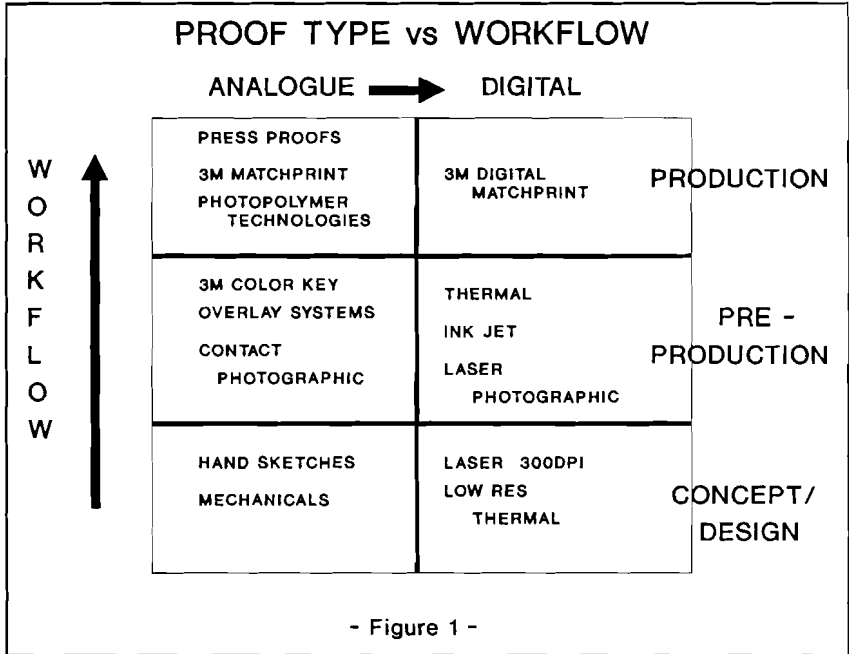 PROOF TYPE vs WORKFLOW
ANALOGUE DIGITAL
WORKFLOW
PRESS PROOFS
3M MATCHPRINT
PHOTOPOLYMER
TECHNOLOGIES
3M DIGITAL
MATCHPRINT
PRODUCTION
3M COLOR KEY
OVERLAY SYSTEMS
CONTACT
PHOTOGRAPHIC
THERMAL
INK JET
LASER
PHOTOGRAPHIC
PRE -
PRODUCTION
HAND SKETCHES
MECHANICALS
LASER 300DPI
LOW RES
THERMAL
CONCEPT/
DESIGN
- Figure 1 -